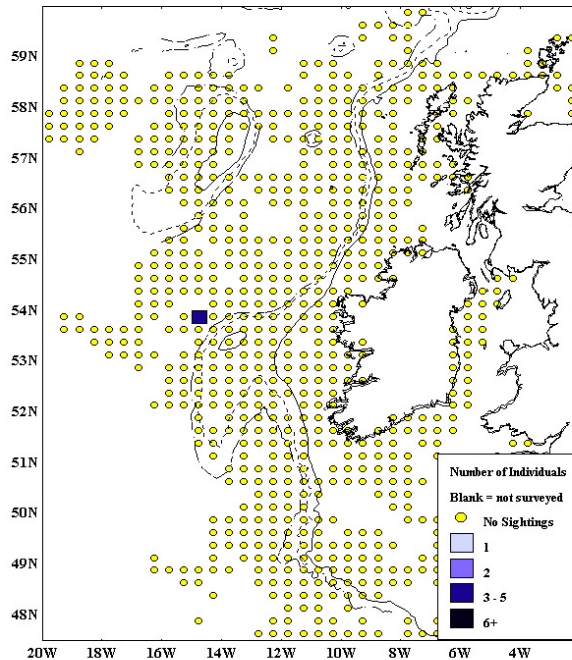 59N
58N
57N
56N
55N
54N
53N
52N
51N
50N
49N
48N
20W 18W 16W 14W 12W 10W 8W 6W 4W
Number of Individuals
Blank = not surveyed
No Sightings
1
2
3 - 5
6+